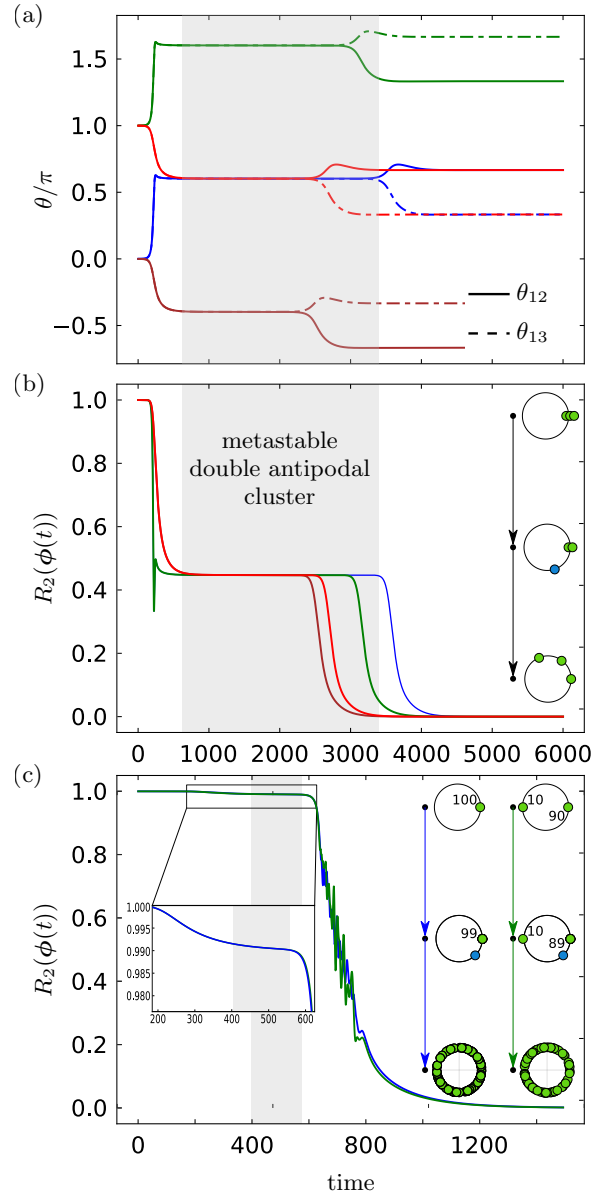 (a)
1.5
1.0
0.5
0.0
−0.5
θ/π
θ₁₂
θ₁₃
(b)
1.0
0.8
0.6
0.4
0.2
0.0
R₂(ϕ(t))
metastable
double antipodal
cluster
0 1000 2000 3000 4000 5000 6000
(c)
1.0
0.8
0.6
0.4
0.2
0.0
R₂(ϕ(t))
1.000
0.995
0.990
0.985
0.980
200 300 400 500 600
100
10
90
99
10
89
0 400 800 1200
time